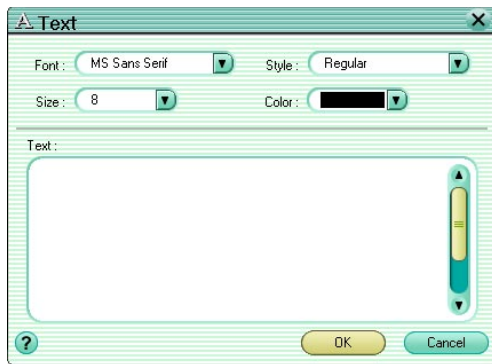 A Text
Font : MS Sans Serif Style : Regular
Size : 8 Color :
Text :
? OK Cancel